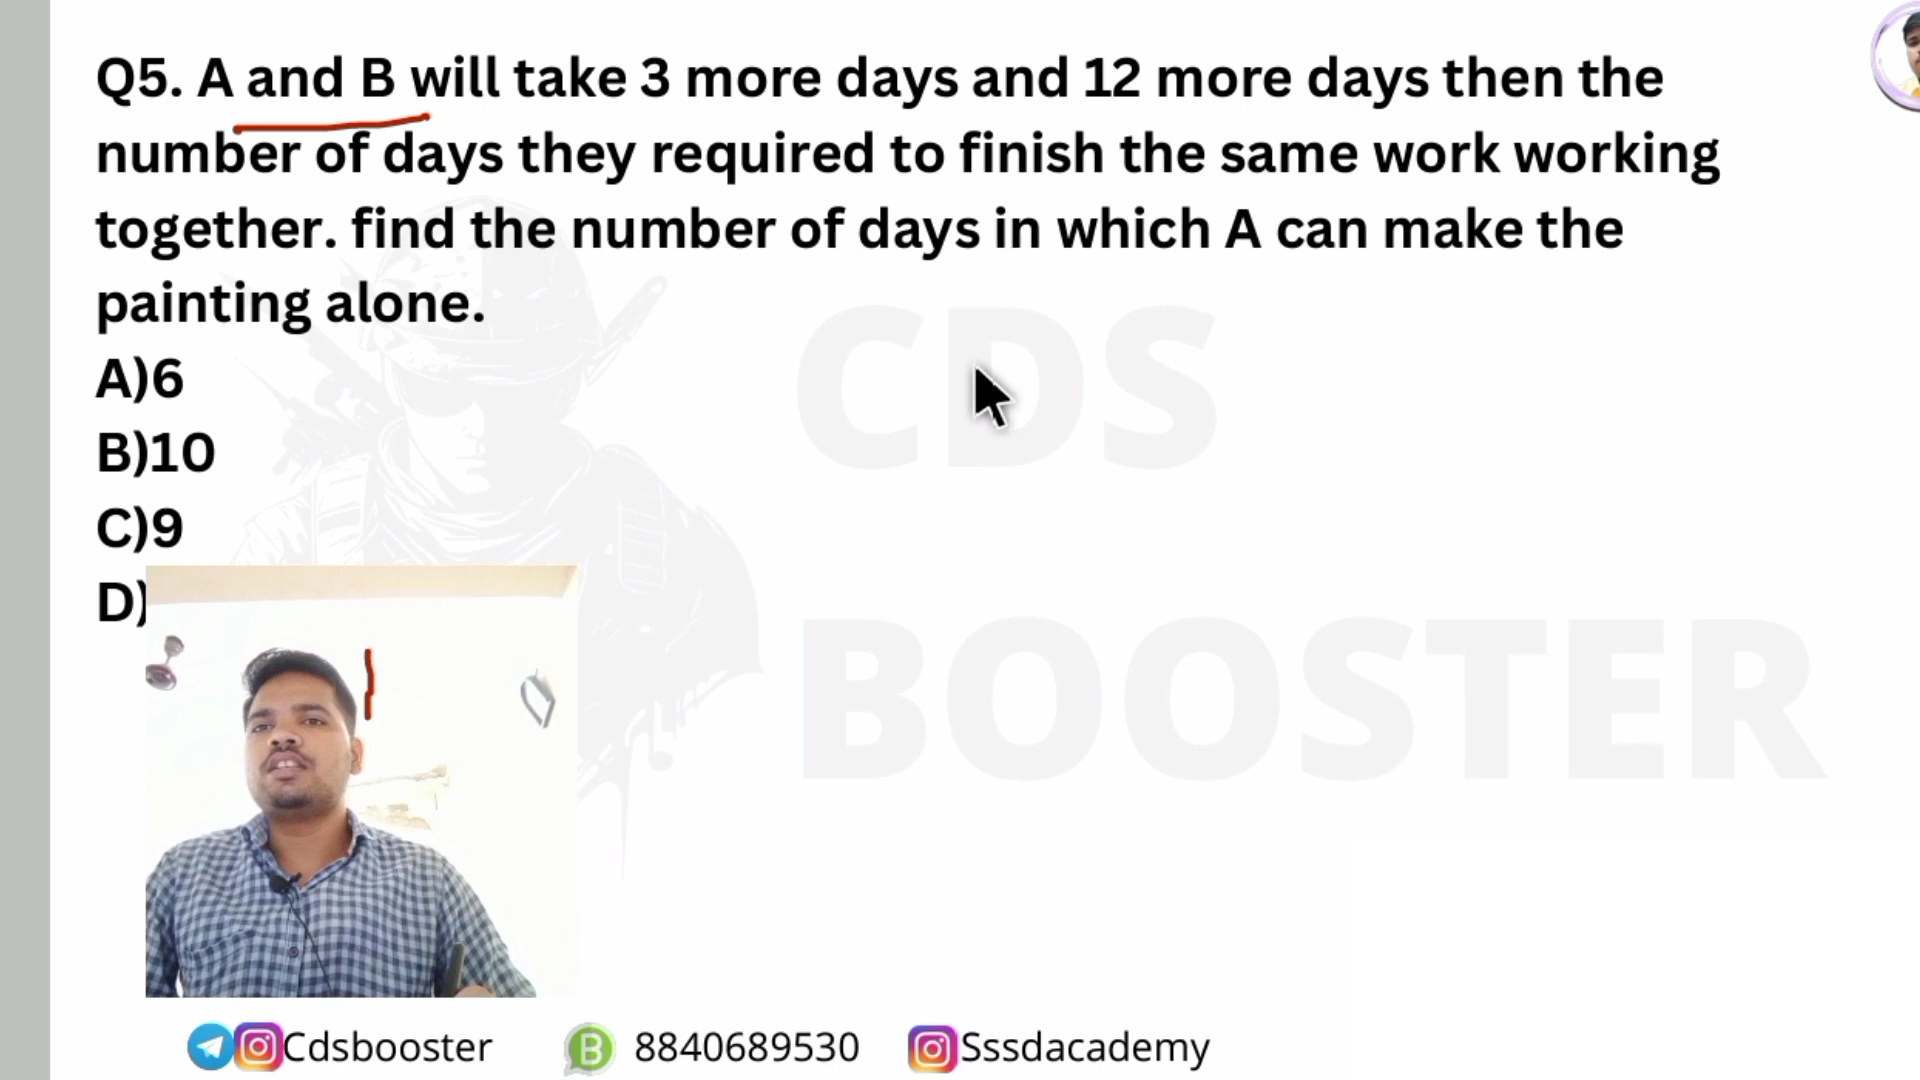 Q5. A and B will take 3 more days and 12 more days then the
number of days they required to finish the same work working
together. find the number of days in which A can make the
painting alone.
A)6
B)10
C)9
D)
CDS
BOOSTER
Cdsbooster 8840689530 Sssdacademy